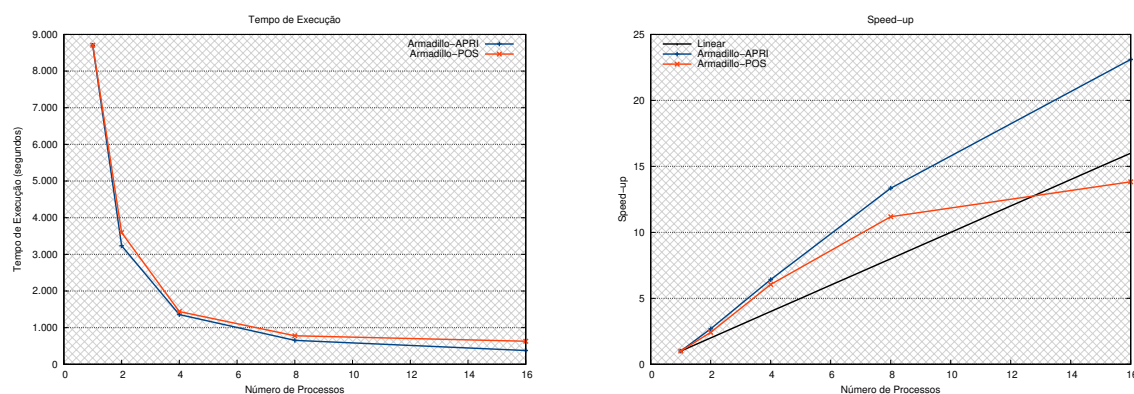 Tempo de Execução
9.000
8.000
7.000
6.000
5.000
4.000
3.000
2.000
1.000
0
Tempo de Execução (segundos)
Armadillo-APRI
Armadillo-POS
0 2 4 6 8 10 12 14 16
Número de Processos
Speed-up
25
20
15
10
5
0
Speed-up
Linear
Armadillo-APRI
Armadillo-POS
0 2 4 6 8 10 12 14 16
Número de Processos